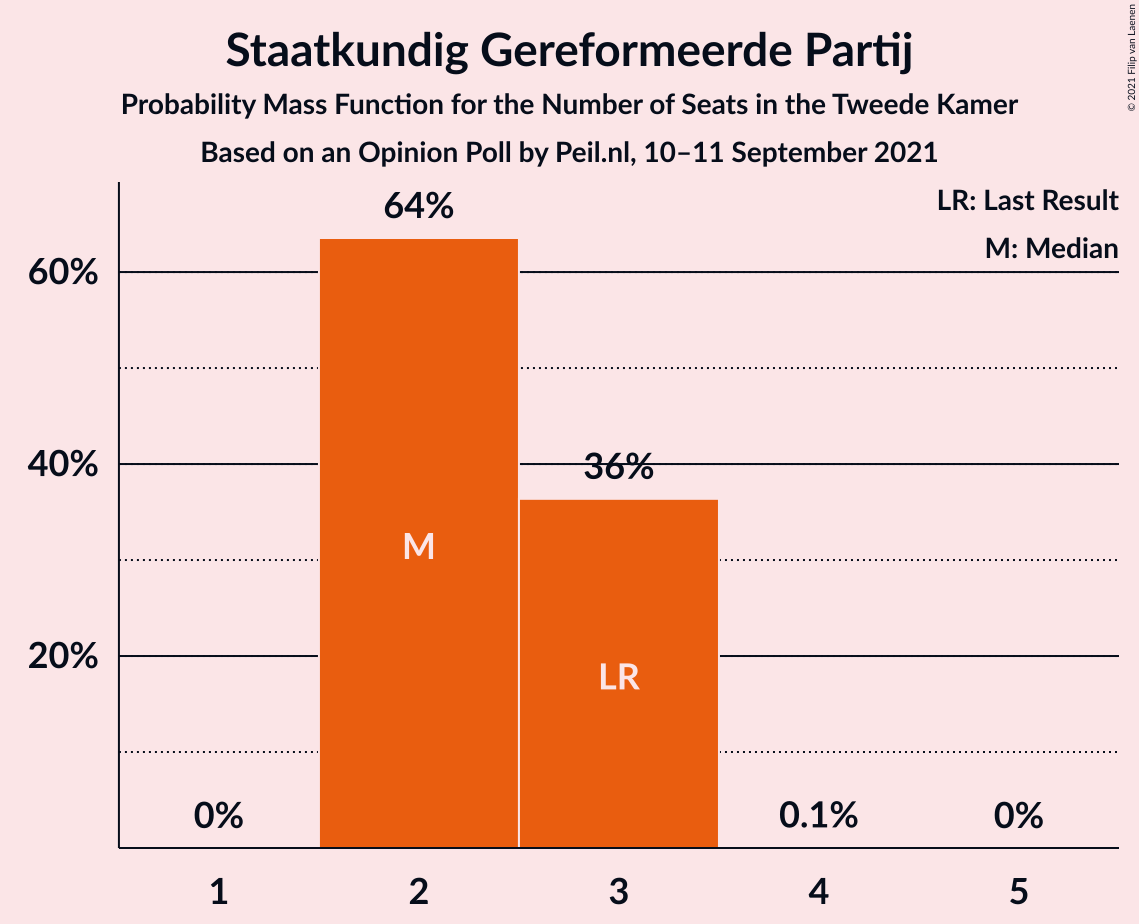 Staatkundig Gereformeerde Partij
Probability Mass Function for the Number of Seats in the Tweede Kamer
Based on an Opinion Poll by Peil.nl, 10–11 September 2021
© 2021 Filip van Laenen
LR: Last Result
M: Median
64%
60%
40%
36%
M
20%
LR
0%
0.1%
0%
1
2
3
4
5